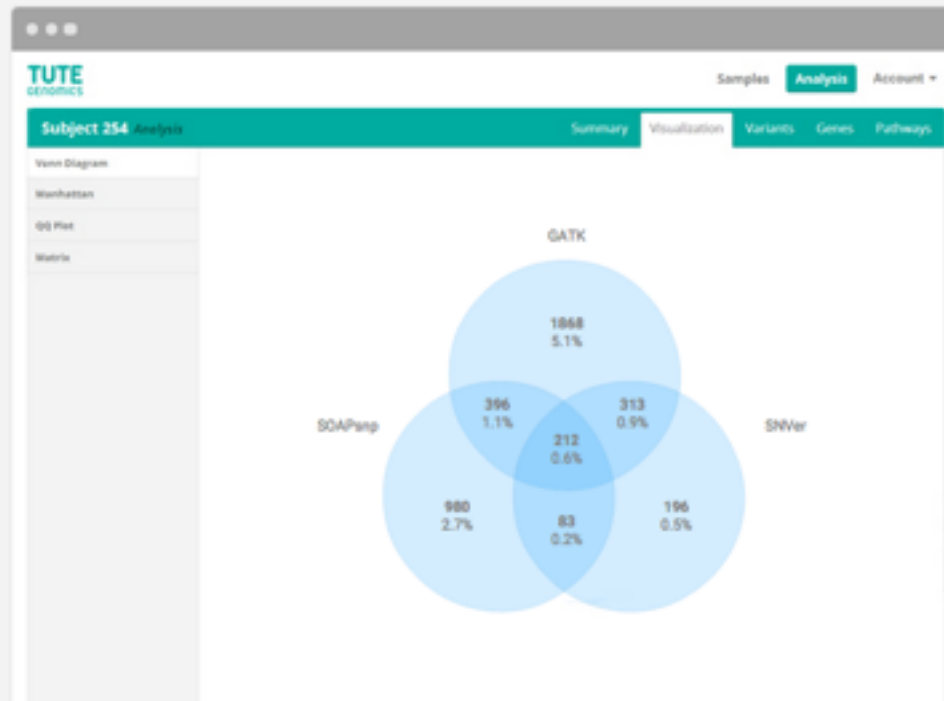 TUTE
GENOMICS
Samples Analysis Account
Subject 254 Analysis
Summary Visualization Variants Genes Pathways
Venn Diagram
Manhattan
QQ Plot
Matrix
GATK
1868
5.1%
396
1.1%
313
0.9%
SOAPsnp
SNVer
212
0.6%
980
2.7%
196
0.5%
83
0.2%